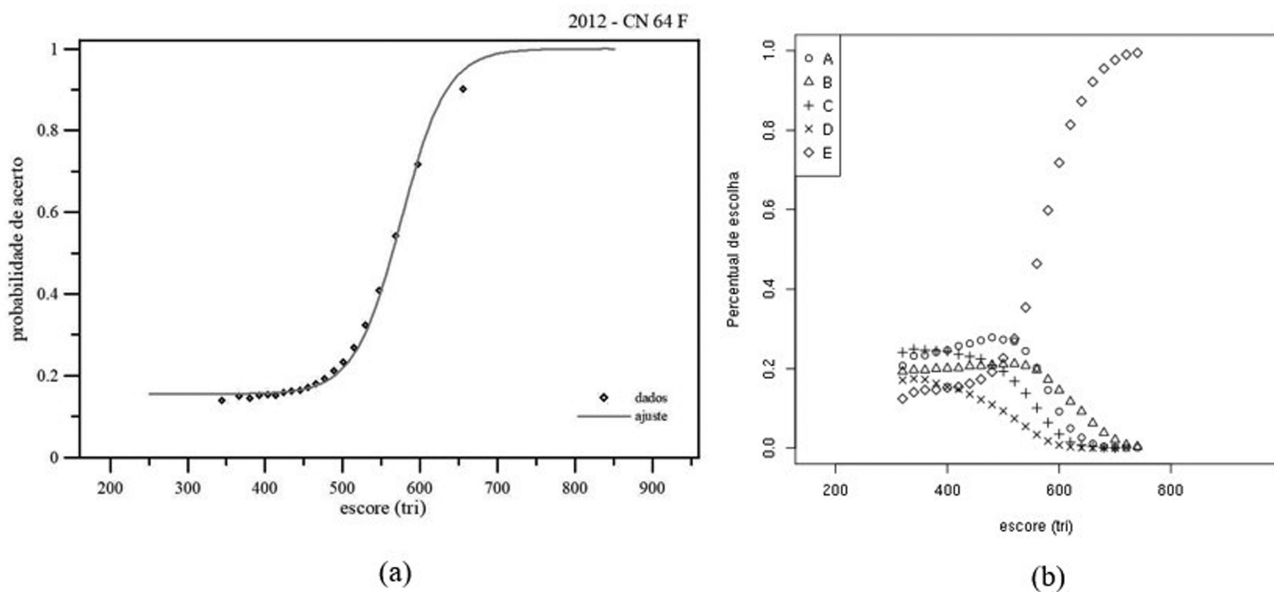 2012 - CN 64 F
probabilidade de acerto
1
0.8
0.6
0.4
0.2
0
dados
ajuste
200 300 400 500 600 700 800 900
escore (tri)
(a)
Percentual de escolha
1.0
0.8
0.6
0.4
0.2
0.0
A
B
C
D
E
200 400 600 800
escore (tri)
(b)